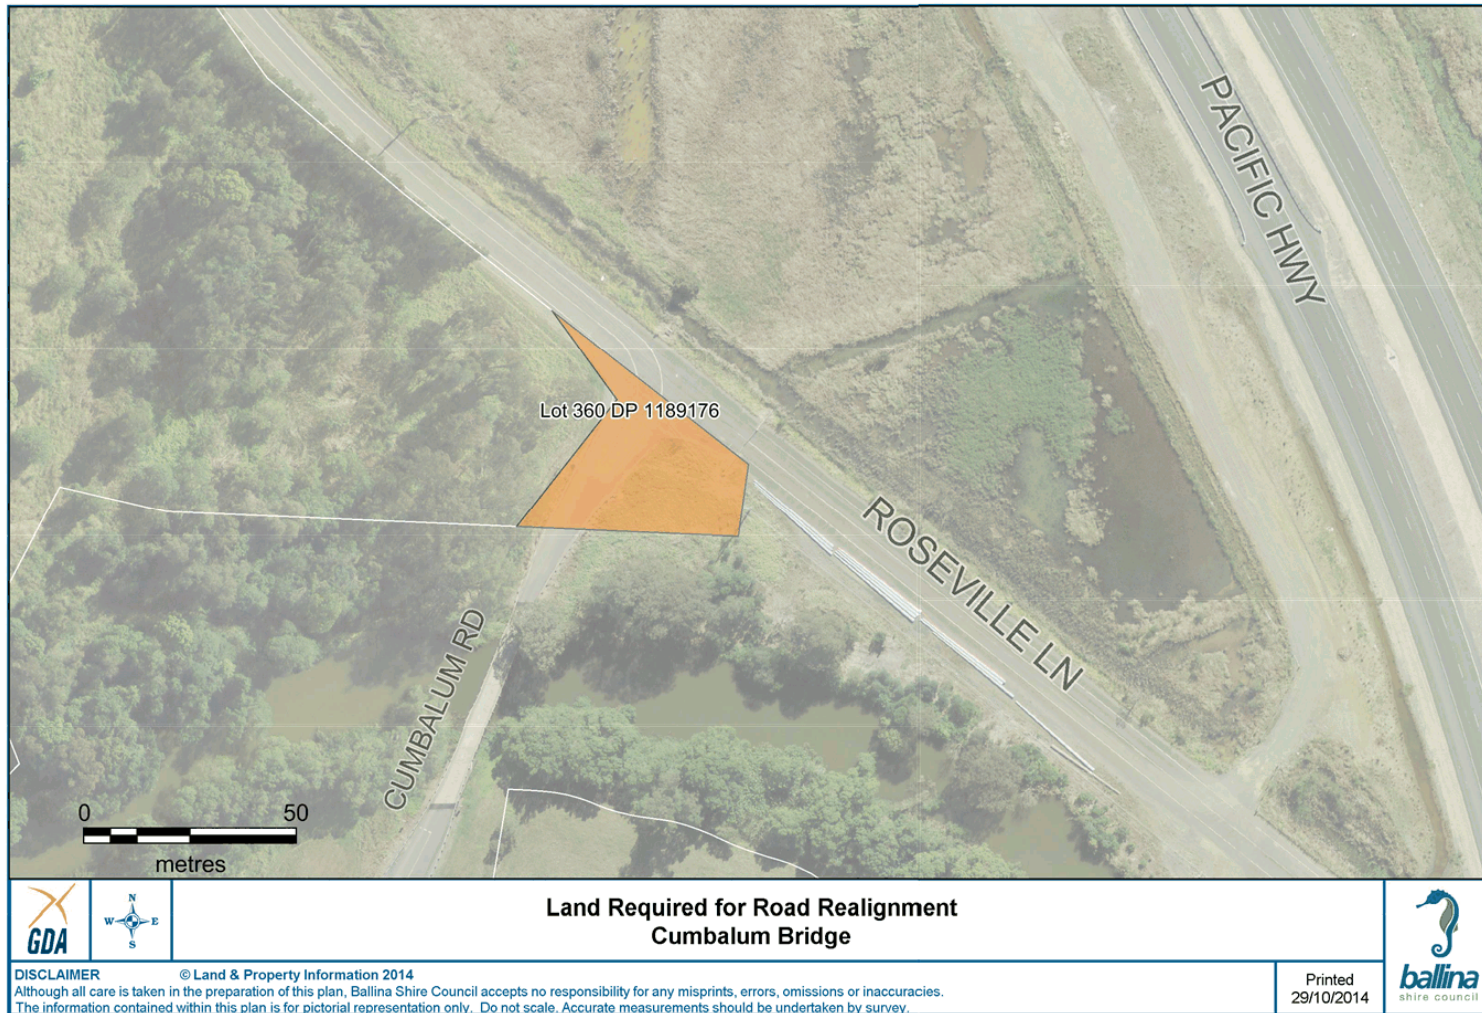 PACIFIC HWY
Lot 360 DP 1189176
ROSEVILLE LN
CUMBALUM RD
0 50
metres
GDA
N
W E
S
Land Required for Road Realignment
Cumbalum Bridge
ballina
shire council
DISCLAIMER © Land & Property Information 2014
Although all care is taken in the preparation of this plan, Ballina Shire Council accepts no responsibility for any misprints, errors, omissions or inaccuracies.
The information contained within this plan is for pictorial representation only. Do not scale. Accurate measurements should be undertaken by survey.
Printed
29/10/2014